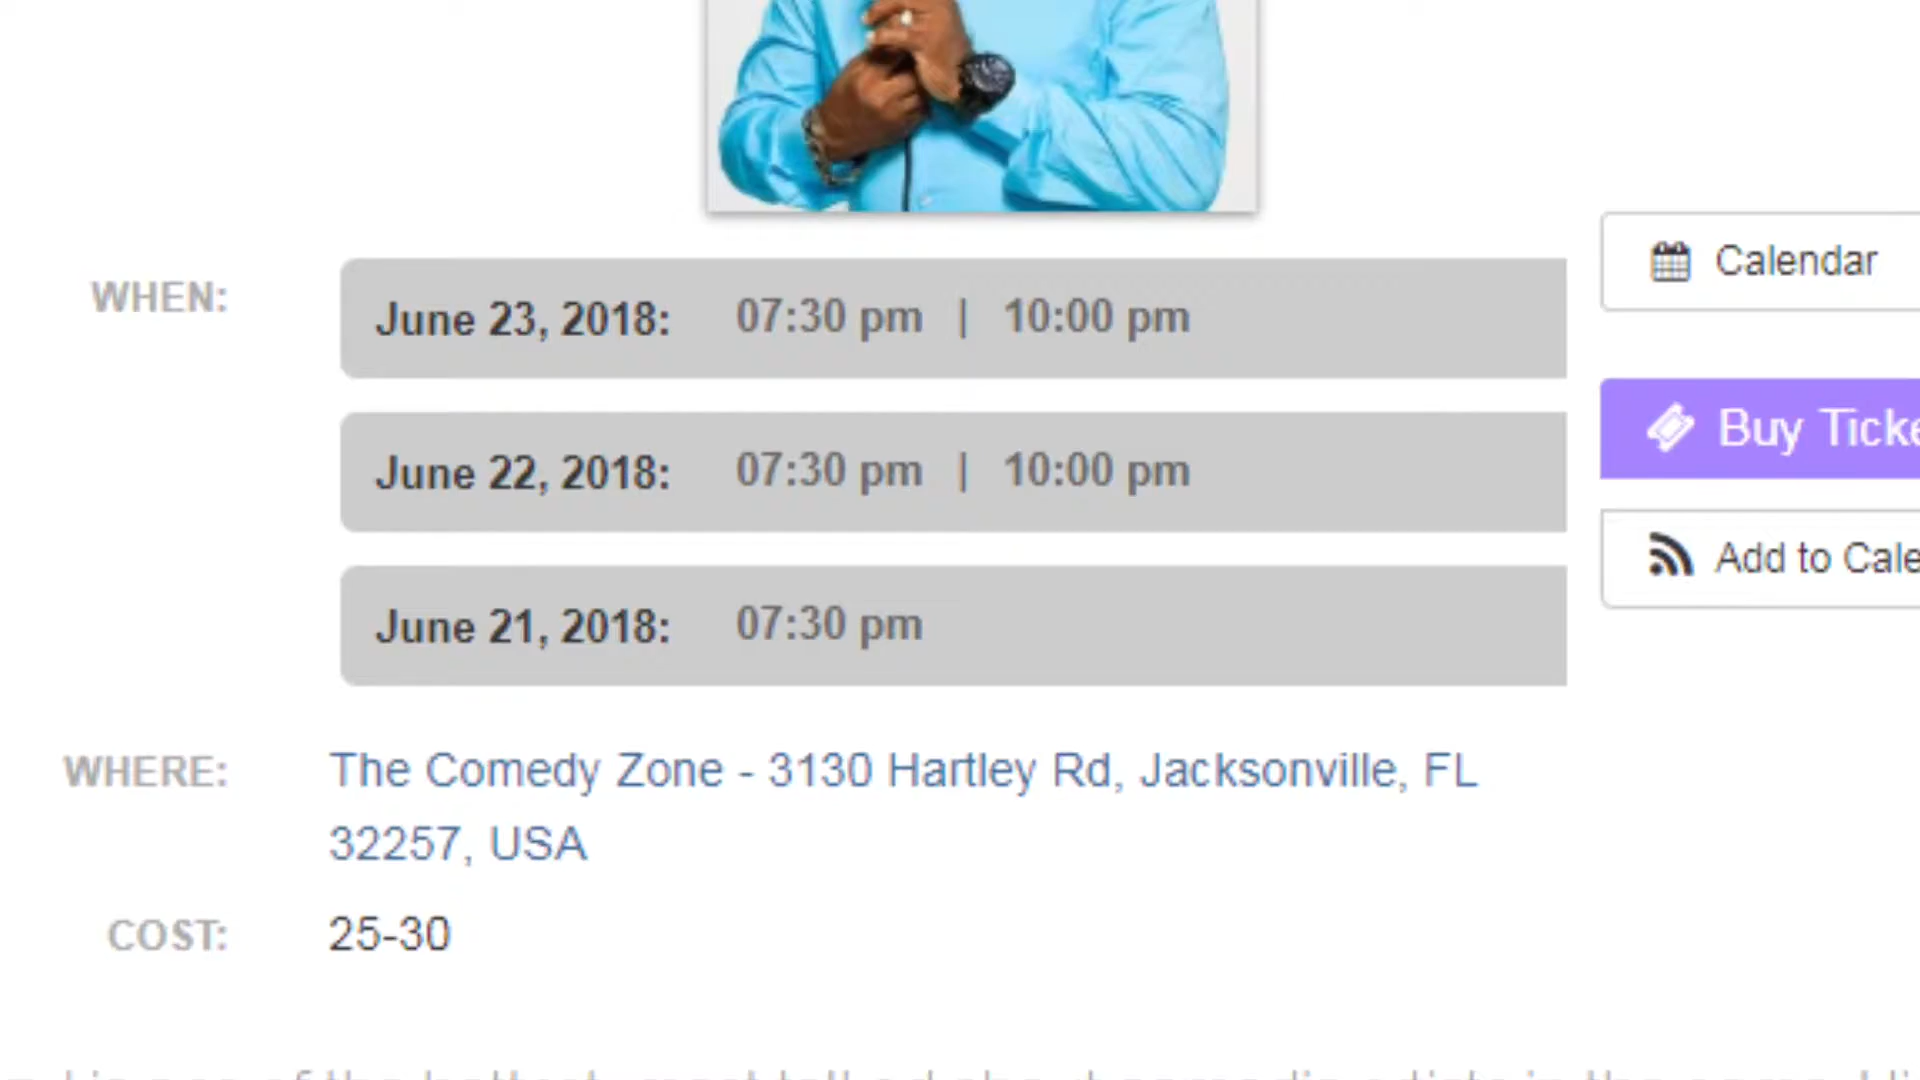 WHEN:
June 23, 2018: 07:30 pm | 10:00 pm
June 22, 2018: 07:30 pm | 10:00 pm
June 21, 2018: 07:30 pm
Calendar
Buy Ticke
Add to Cale
WHERE:
The Comedy Zone - 3130 Hartley Rd, Jacksonville, FL
32257, USA
COST:
25-30